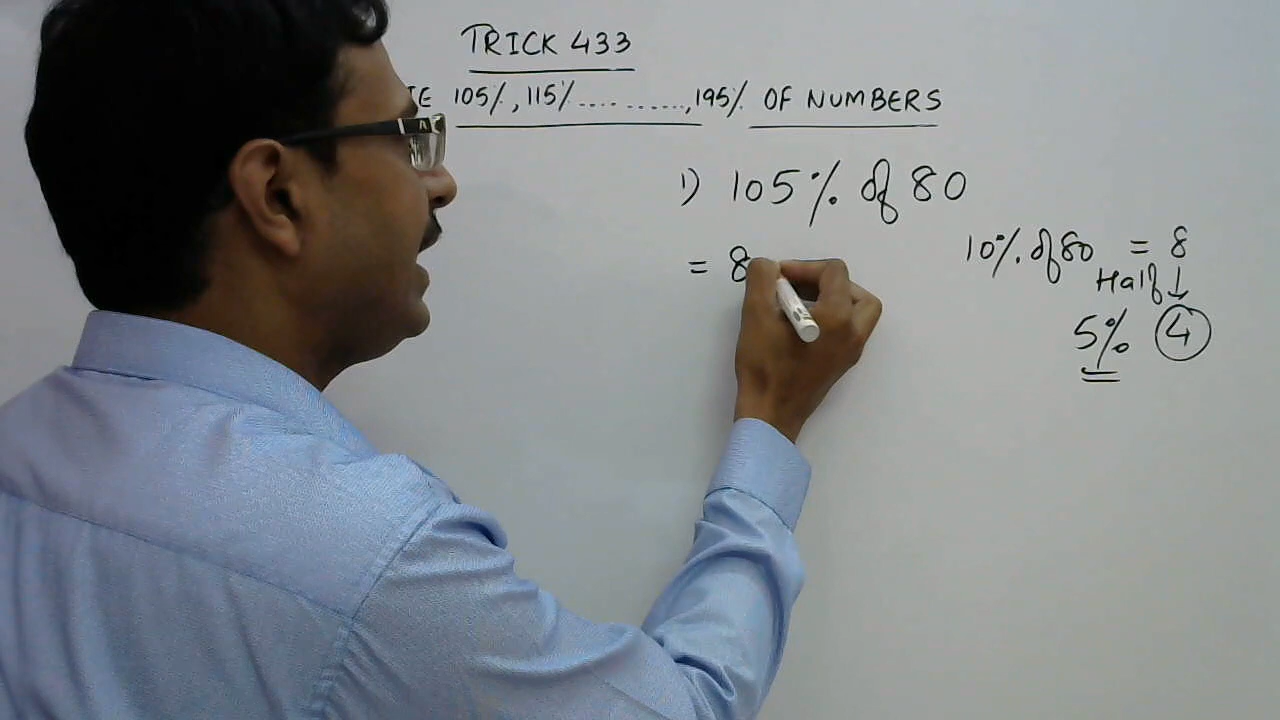 TRICK 433
105%, 115% .... ......., 195% OF NUMBERS
1) 105% of 80
= 8
10% of 80 = 8
Half ↓
5% 4